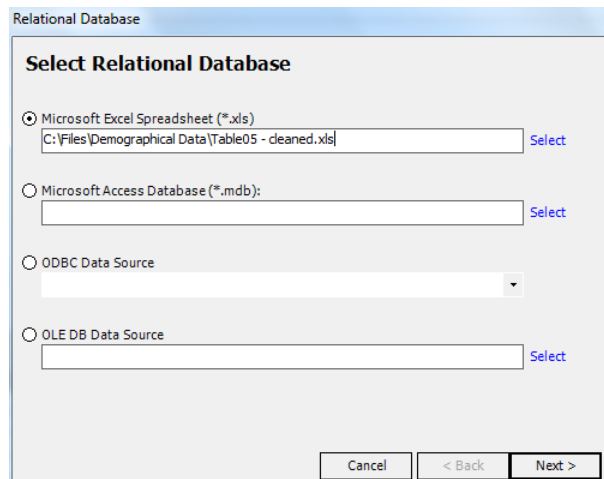 Relational Database
Select Relational Database
Microsoft Excel Spreadsheet (*.xls)
C:\Files\Demographical Data\Table05 - cleaned.xls
Select
Microsoft Access Database (*.mdb):
Select
ODBC Data Source
OLE DB Data Source
Select
Cancel
< Back
Next >